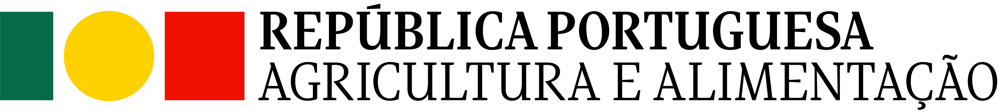 REPÚBLICA PORTUGUESA
AGRICULTURA E ALIMENTAÇÃO